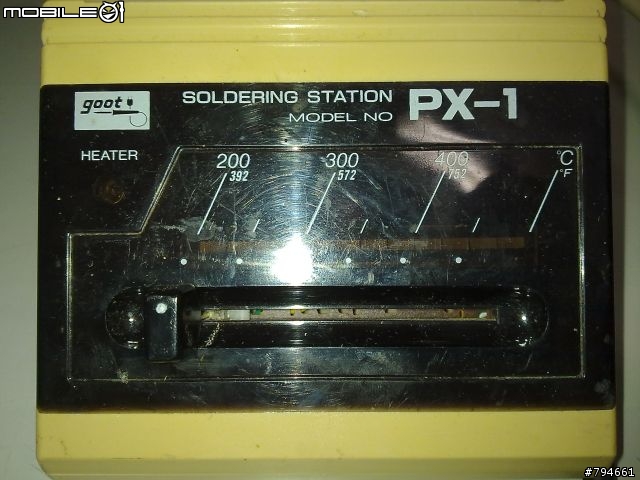 MOBILE01
goot
SOLDERING STATION PX-1
MODEL NO
HEATER
200 300 400 °C
392 572 752 °F
#794661